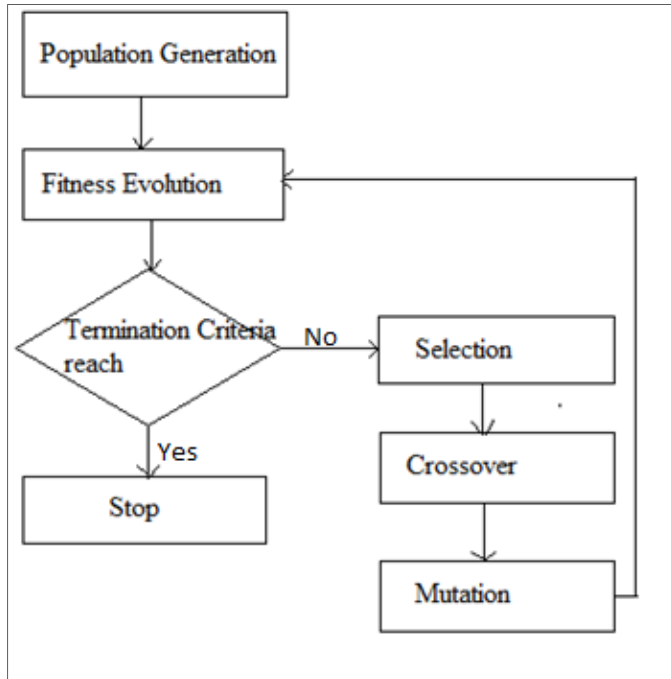 Population Generation
Fitness Evolution
Termination Criteria
reach
No
Selection
Yes
Crossover
Stop
Mutation